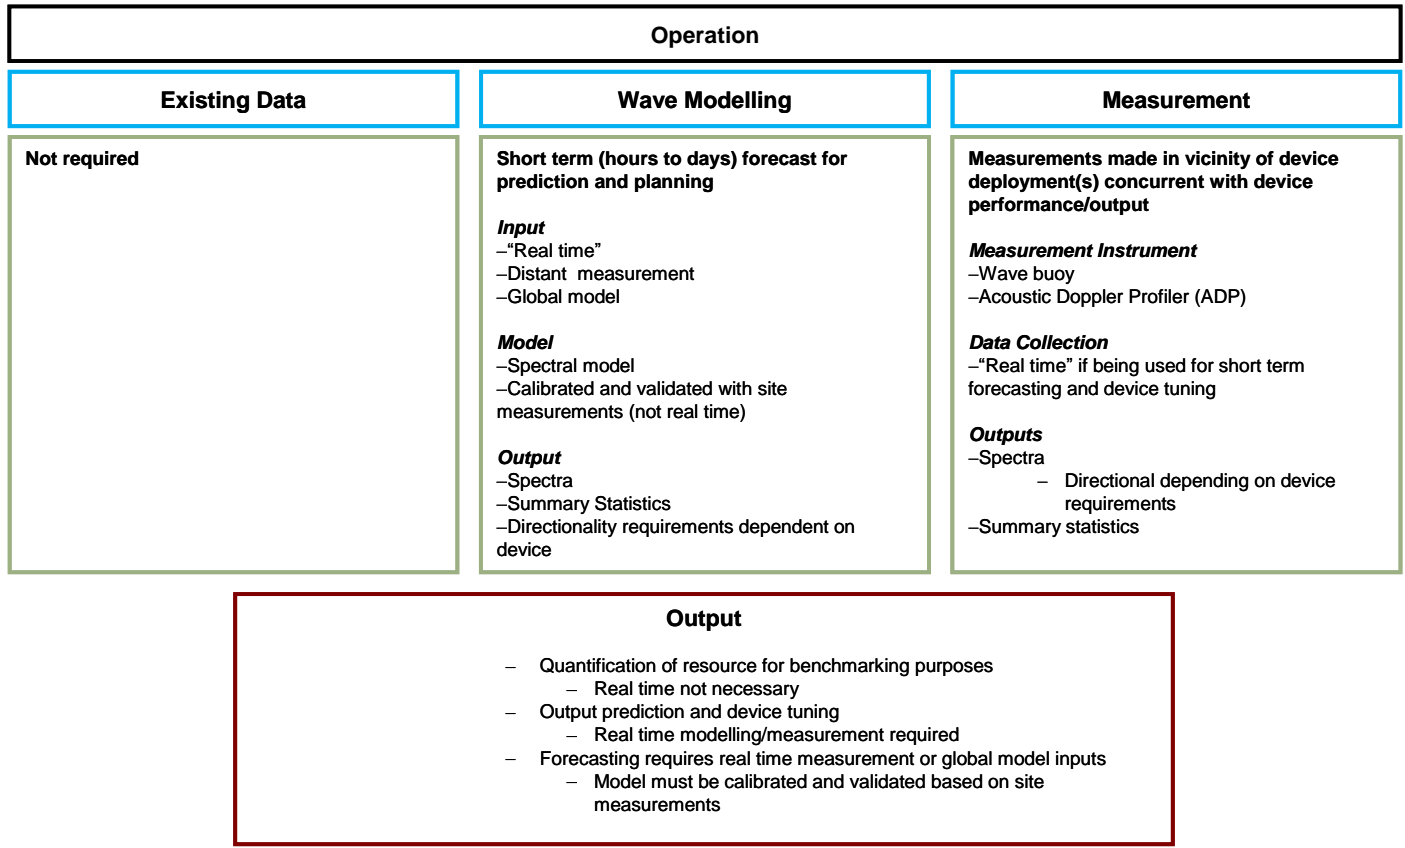 Operation
Existing Data
Wave Modelling
Measurement
Not required
Short term (hours to days) forecast for
prediction and planning
Input
–“Real time”
–Distant  measurement
–Global model
Model
–Spectral model
–Calibrated and validated with site
measurements (not real time)
Output
–Spectra
–Summary Statistics
–Directionality requirements dependent on
device
Measurements made in vicinity of device
deployment(s) concurrent with device
performance/output
Measurement Instrument
–Wave buoy
–Acoustic Doppler Profiler (ADP)
Data Collection
–“Real time” if being used for short term
forecasting and device tuning
Outputs
–Spectra
– Directional depending on device
requirements
–Summary statistics
Output
– Quantification of resource for benchmarking purposes
– Real time not necessary
– Output prediction and device tuning
– Real time modelling/measurement required
– Forecasting requires real time measurement or global model inputs
– Model must be calibrated and validated based on site
measurements